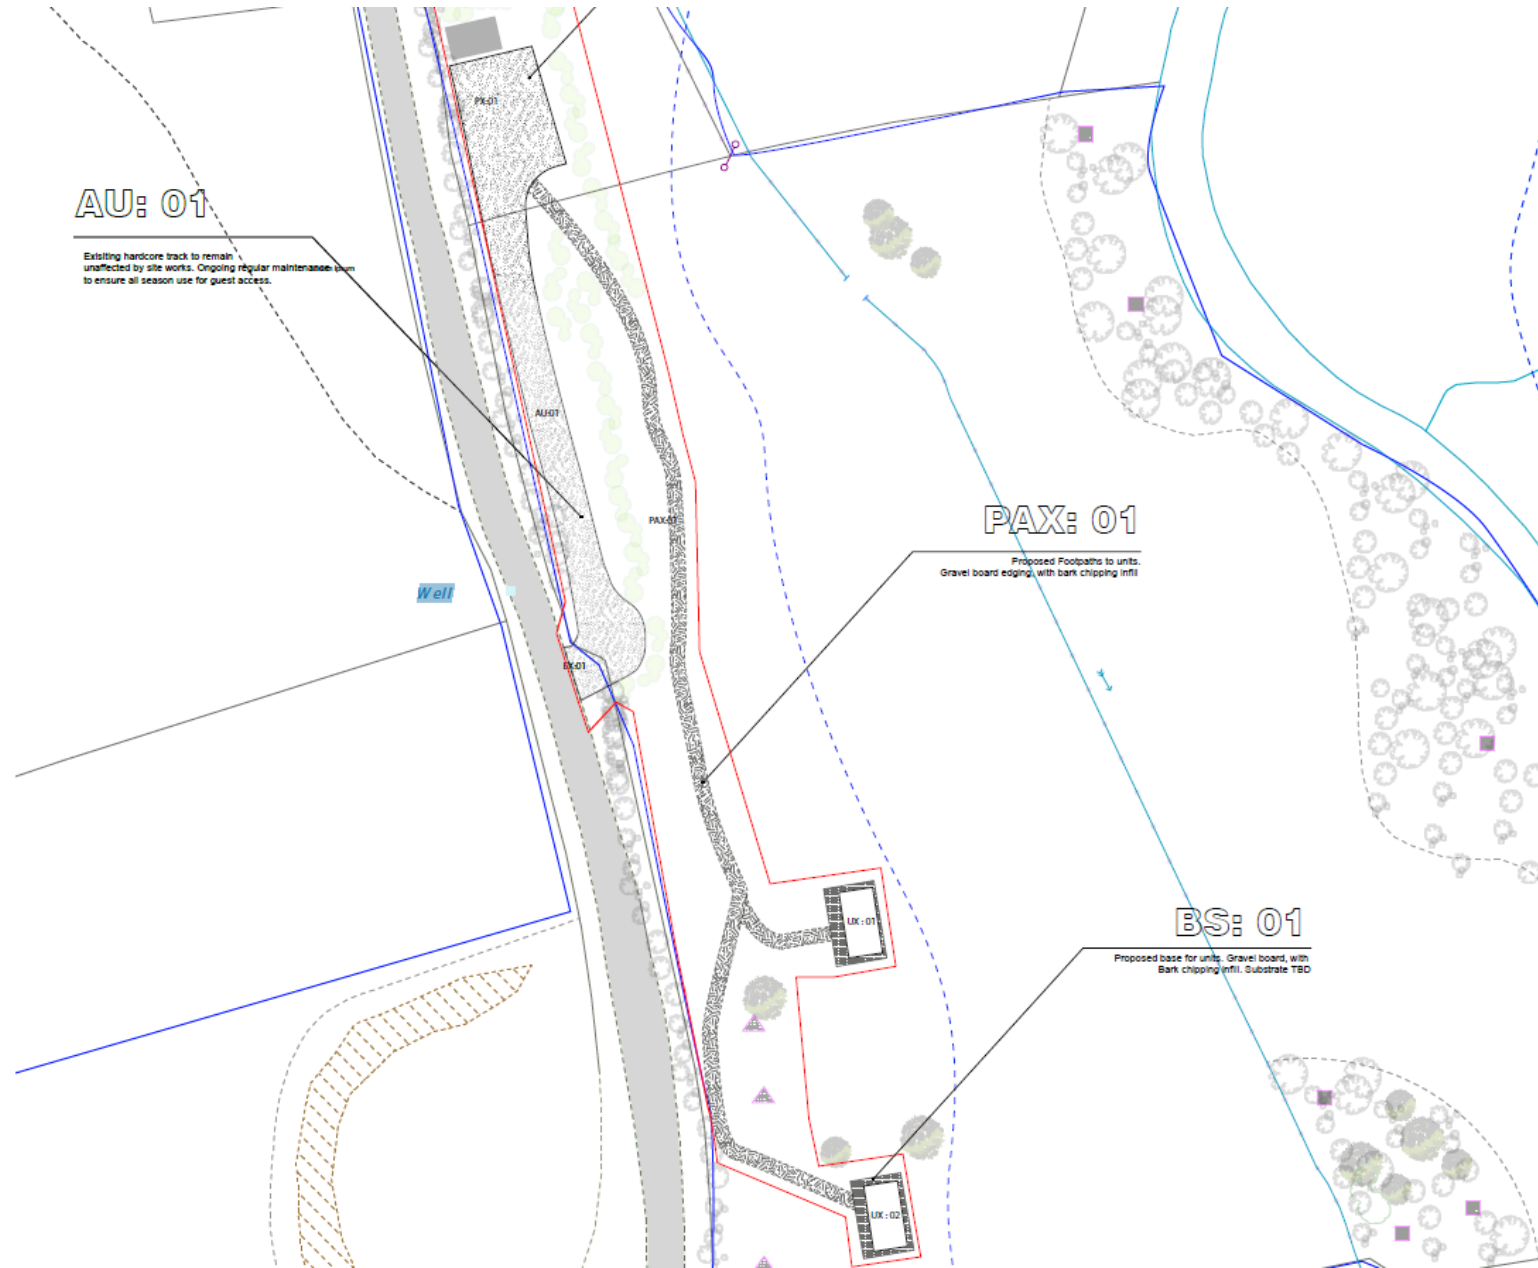 PX:01
AU: 01
Exisiting hardcore track to remain
unaffected by site works. Ongoing regular maintenance
to ensure all season use for guest access.
AU:01
PAX:01
PAX: 01
Proposed Footpaths to units.
Gravel board edging, with bark chipping infill
Well
EX:01
UX : 01
BS: 01
Proposed base for units. Gravel board, with
Bark chipping infill. Substrate TBD
UX : 02